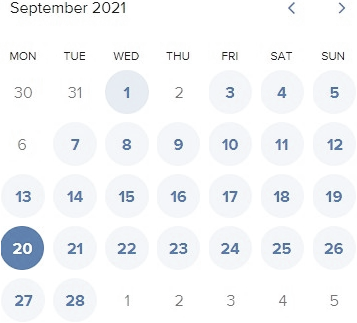 September 2021
MON TUE WED THU FRI SAT SUN
30 31 1 2 3 4 5
6 7 8 9 10 11 12
13 14 15 16 17 18 19
20 21 22 23 24 25 26
27 28 1 2 3 4 5